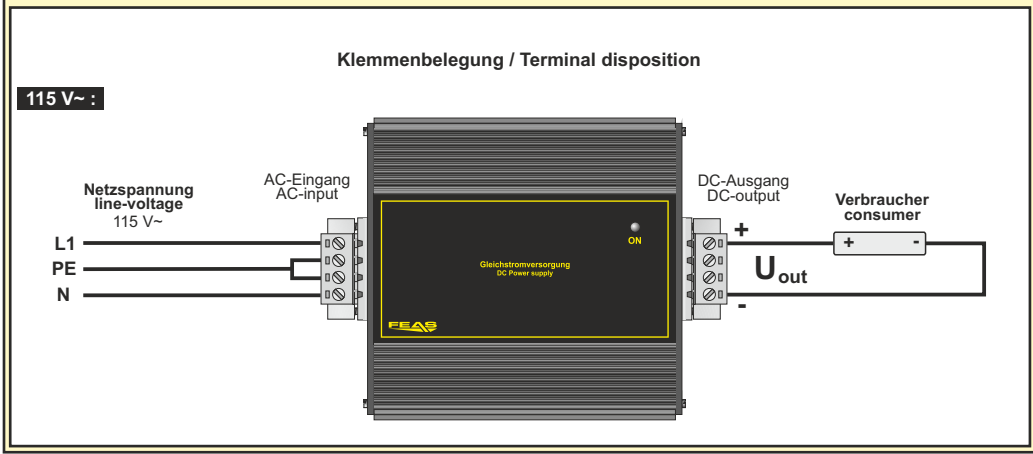 Klemmenbelegung / Terminal disposition
115 V~ :
Netzspannung
line-voltage
115 V~
L1
PE
N
AC-Eingang
AC-input
ON
Gleichstromversorgung
DC Power supply
FEAS
DC-Ausgang
DC-output
+
Uout
-
Verbraucher
consumer
+ -